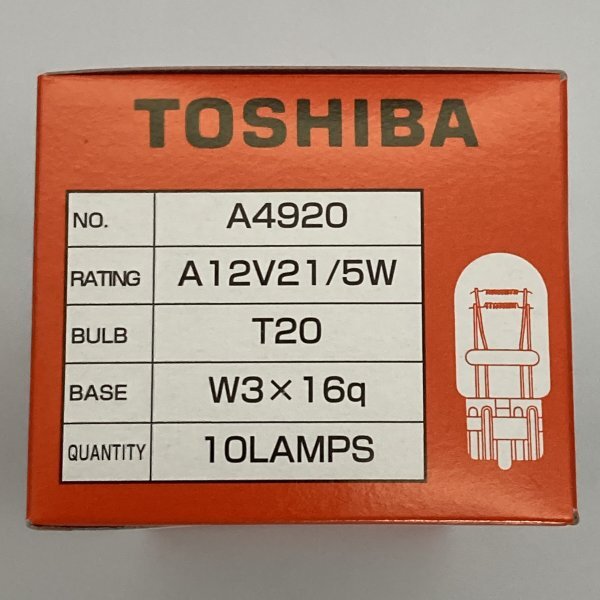 TOSHIBA
NO. A4920
RATING A12V21/5W
BULB T20
BASE W3×16q
QUANTITY 10LAMPS